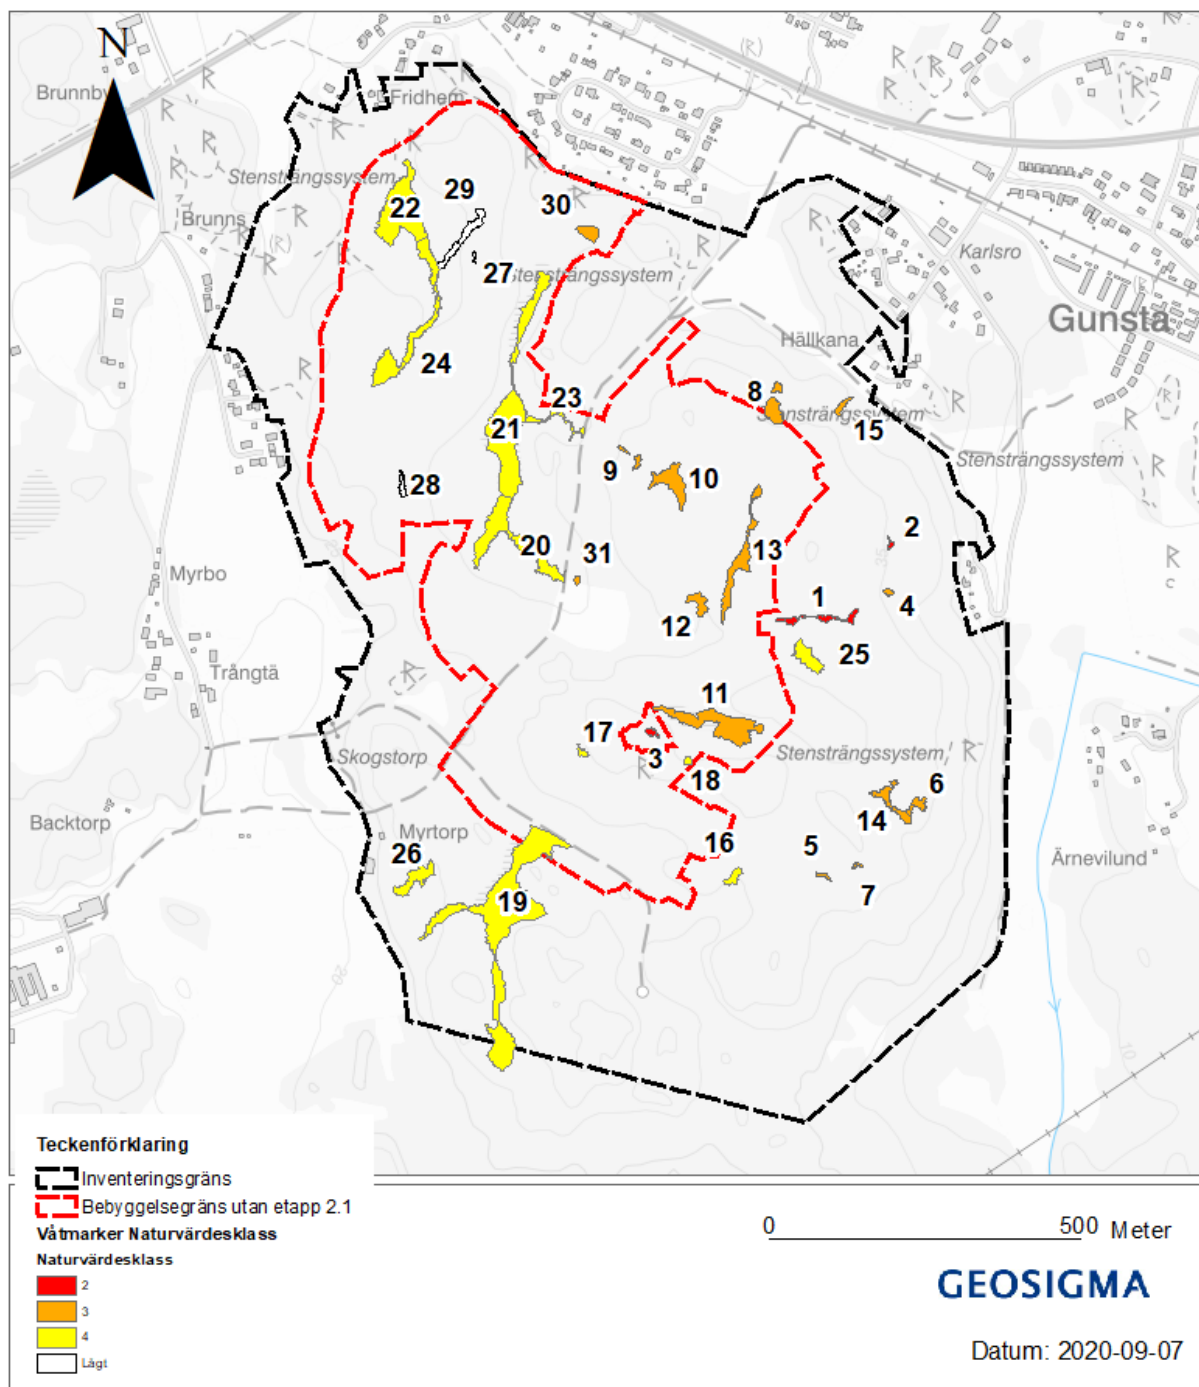 N
Brunnby
Fridhem
(R)
R
R
R
R
R
R
R
R
R
R
Stensträngssystem
22
29
30
Brunns
R
(R)
27
Stensträngssystem
Karlsro
Gunsta
Hällkana
24
8
Stensträngssystem
15
23
21
R
R
9
10
Stensträngssystem
28
2
20
31
13
R
C
Myrbo
12
1
4
25
Trångtä
R
11
17
3
R
18
Stensträngssystem
R
Skogstorp
6
14
Backtorp
Myrtorp
16
5
Ärnevilund
26
7
19
20
10
Teckenförklaring
Inventeringsgräns
Bebyggelsegräns utan etapp 2.1
Våtmarker Naturvärdesklass
Naturvärdesklass
2
3
4
Lågt
0 500 Meter
GEOSIGMA
Datum: 2020-09-07